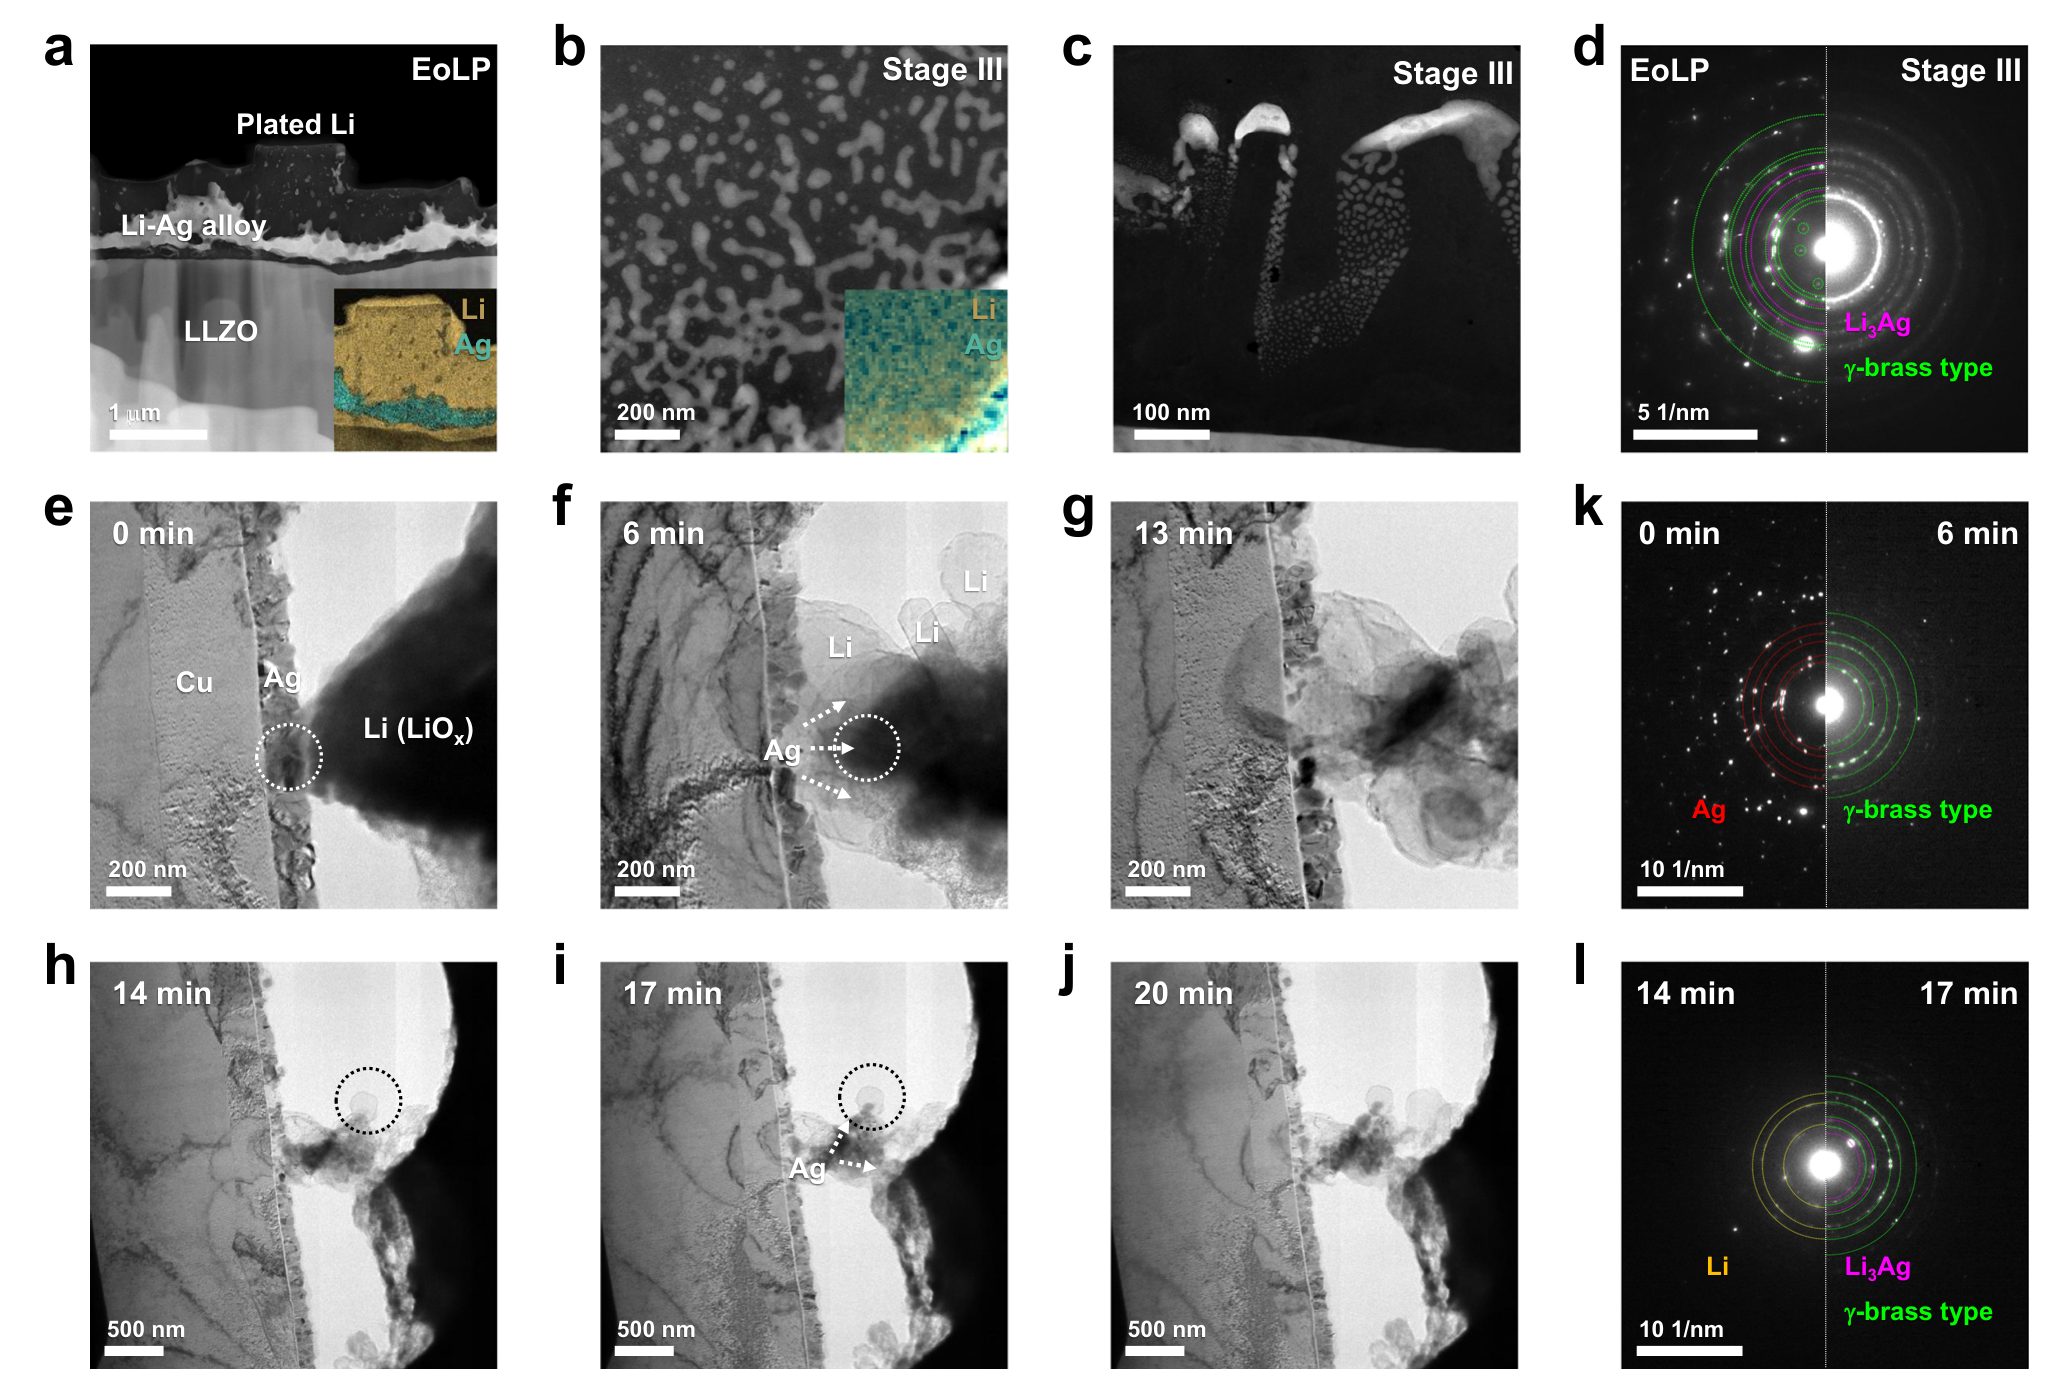 a
EoLP
Plated Li
Li-Ag alloy
LLZO
Li
Ag
1 μm
b
Stage III
Li
Ag
200 nm
c
Stage III
100 nm
d
EoLP
Stage III
Li₃Ag
γ-brass type
5 1/nm
e
0 min
Cu
Ag
Li (LiOₓ)
200 nm
f
6 min
Li
Li
Li
Ag
200 nm
g
13 min
200 nm
k
0 min
6 min
Ag
γ-brass type
10 1/nm
h
14 min
500 nm
i
17 min
Ag
500 nm
j
20 min
500 nm
l
14 min
17 min
Li
Li₃Ag
γ-brass type
10 1/nm